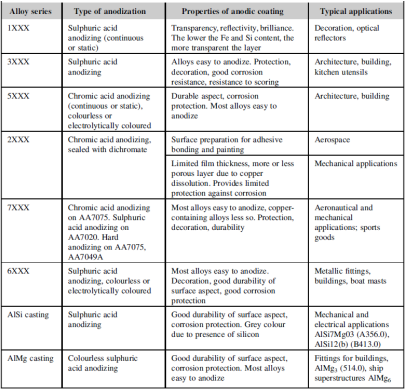 Alloy series Type of anodization Properties of anodic coating Typical applications
1XXX Sulphuric acid Transparency, reflectivity, brilliance. Decoration, optical
anodizing (continuous The lower the Fe and Si content, the reflectors
or static) more transparent the layer
3XXX Sulphuric acid Alloys easy to anodize. Protection, Architecture, building,
anodizing decoration, good corrosion kitchen utensils
resistance, resistance to scoring
5XXX Chromic acid anodizing Durable aspect, corrosion Architecture, building
(continuous or static), protection. Most alloys easy to
colourless or anodize
electrolytically coloured
2XXX Chromic acid anodizing, Surface preparation for adhesive Aerospace
sealed with dichromate bonding and painting
Limited film thickness, more or less Mechanical applications
porous layer due to copper
dissolution. Provides limited
protection against corrosion
7XXX Chromic acid anodizing Most alloys easy to anodize, copper- Aeronautical and
on AA7075. Sulphuric containing alloys less so. Protection, mechanical
acid anodizing on decoration, durability applications; sports
AA7020. Hard goods
anodizing on AA7075,
AA7049A
6XXX Sulphuric acid Most alloys easy to anodize. Metallic fittings,
anodizing, colourless or Decoration, good durability of buildings, boat masts
electrolytically coloured surface aspect, good corrosion
protection
AlSi casting Sulphuric acid Good durability of surface aspect, Mechanical and
anodizing corrosion protection. Grey colour electrical applications
due to presence of silicon AlSi7Mg03 (A356.0),
AlSi12(b) (B413.0)
AlMg casting Colourless sulphuric Good durability of surface aspect, Fittings for buildings,
acid anodizing corrosion protection. Most alloys AlMg₃ (514.0), ship
easy to anodize superstructures AlMg₆